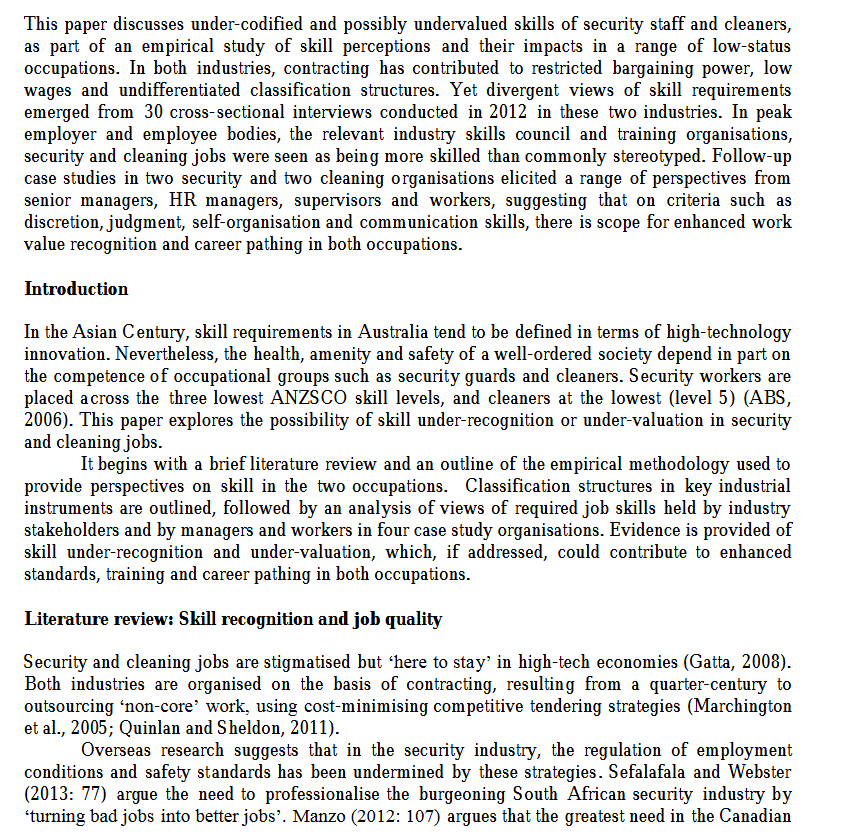 This paper discusses under-codified and possibly undervalued skills of security staff and cleaners,
as part of an empirical study of skill perceptions and their impacts in a range of low-status
occupations. In both industries, contracting has contributed to restricted bargaining power, low
wages and undifferentiated classification structures. Yet divergent views of skill requirements
emerged from 30 cross-sectional interviews conducted in 2012 in these two industries. In peak
employer and employee bodies, the relevant industry skills council and training organisations,
security and cleaning jobs were seen as being more skilled than commonly stereotyped. Follow-up
case studies in two security and two cleaning organisations elicited a range of perspectives from
senior managers, HR managers, supervisors and workers, suggesting that on criteria such as
discretion, judgment, self-organisation and communication skills, there is scope for enhanced work
value recognition and career pathing in both occupations.
Introduction
In the Asian Century, skill requirements in Australia tend to be defined in terms of high-technology
innovation. Nevertheless, the health, amenity and safety of a well-ordered society depend in part on
the competence of occupational groups such as security guards and cleaners. Security workers are
placed across the three lowest ANZSCO skill levels, and cleaners at the lowest (level 5) (ABS,
2006). This paper explores the possibility of skill under-recognition or under-valuation in security
and cleaning jobs.
It begins with a brief literature review and an outline of the empirical methodology used to
provide perspectives on skill in the two occupations. Classification structures in key industrial
instruments are outlined, followed by an analysis of views of required job skills held by industry
stakeholders and by managers and workers in four case study organisations. Evidence is provided of
skill under-recognition and under-valuation, which, if addressed, could contribute to enhanced
standards, training and career pathing in both occupations.
Literature review: Skill recognition and job quality
Security and cleaning jobs are stigmatised but ‘here to stay’ in high-tech economies (Gatta, 2008).
Both industries are organised on the basis of contracting, resulting from a quarter-century to
outsourcing ‘non-core’ work, using cost-minimising competitive tendering strategies (Marchington
et al., 2005; Quinlan and Sheldon, 2011).
Overseas research suggests that in the security industry, the regulation of employment
conditions and safety standards has been undermined by these strategies. Sefalafala and Webster
(2013: 77) argue the need to professionalise the burgeoning South African security industry by
‘turning bad jobs into better jobs’. Manzo (2012: 107) argues that the greatest need in the Canadian